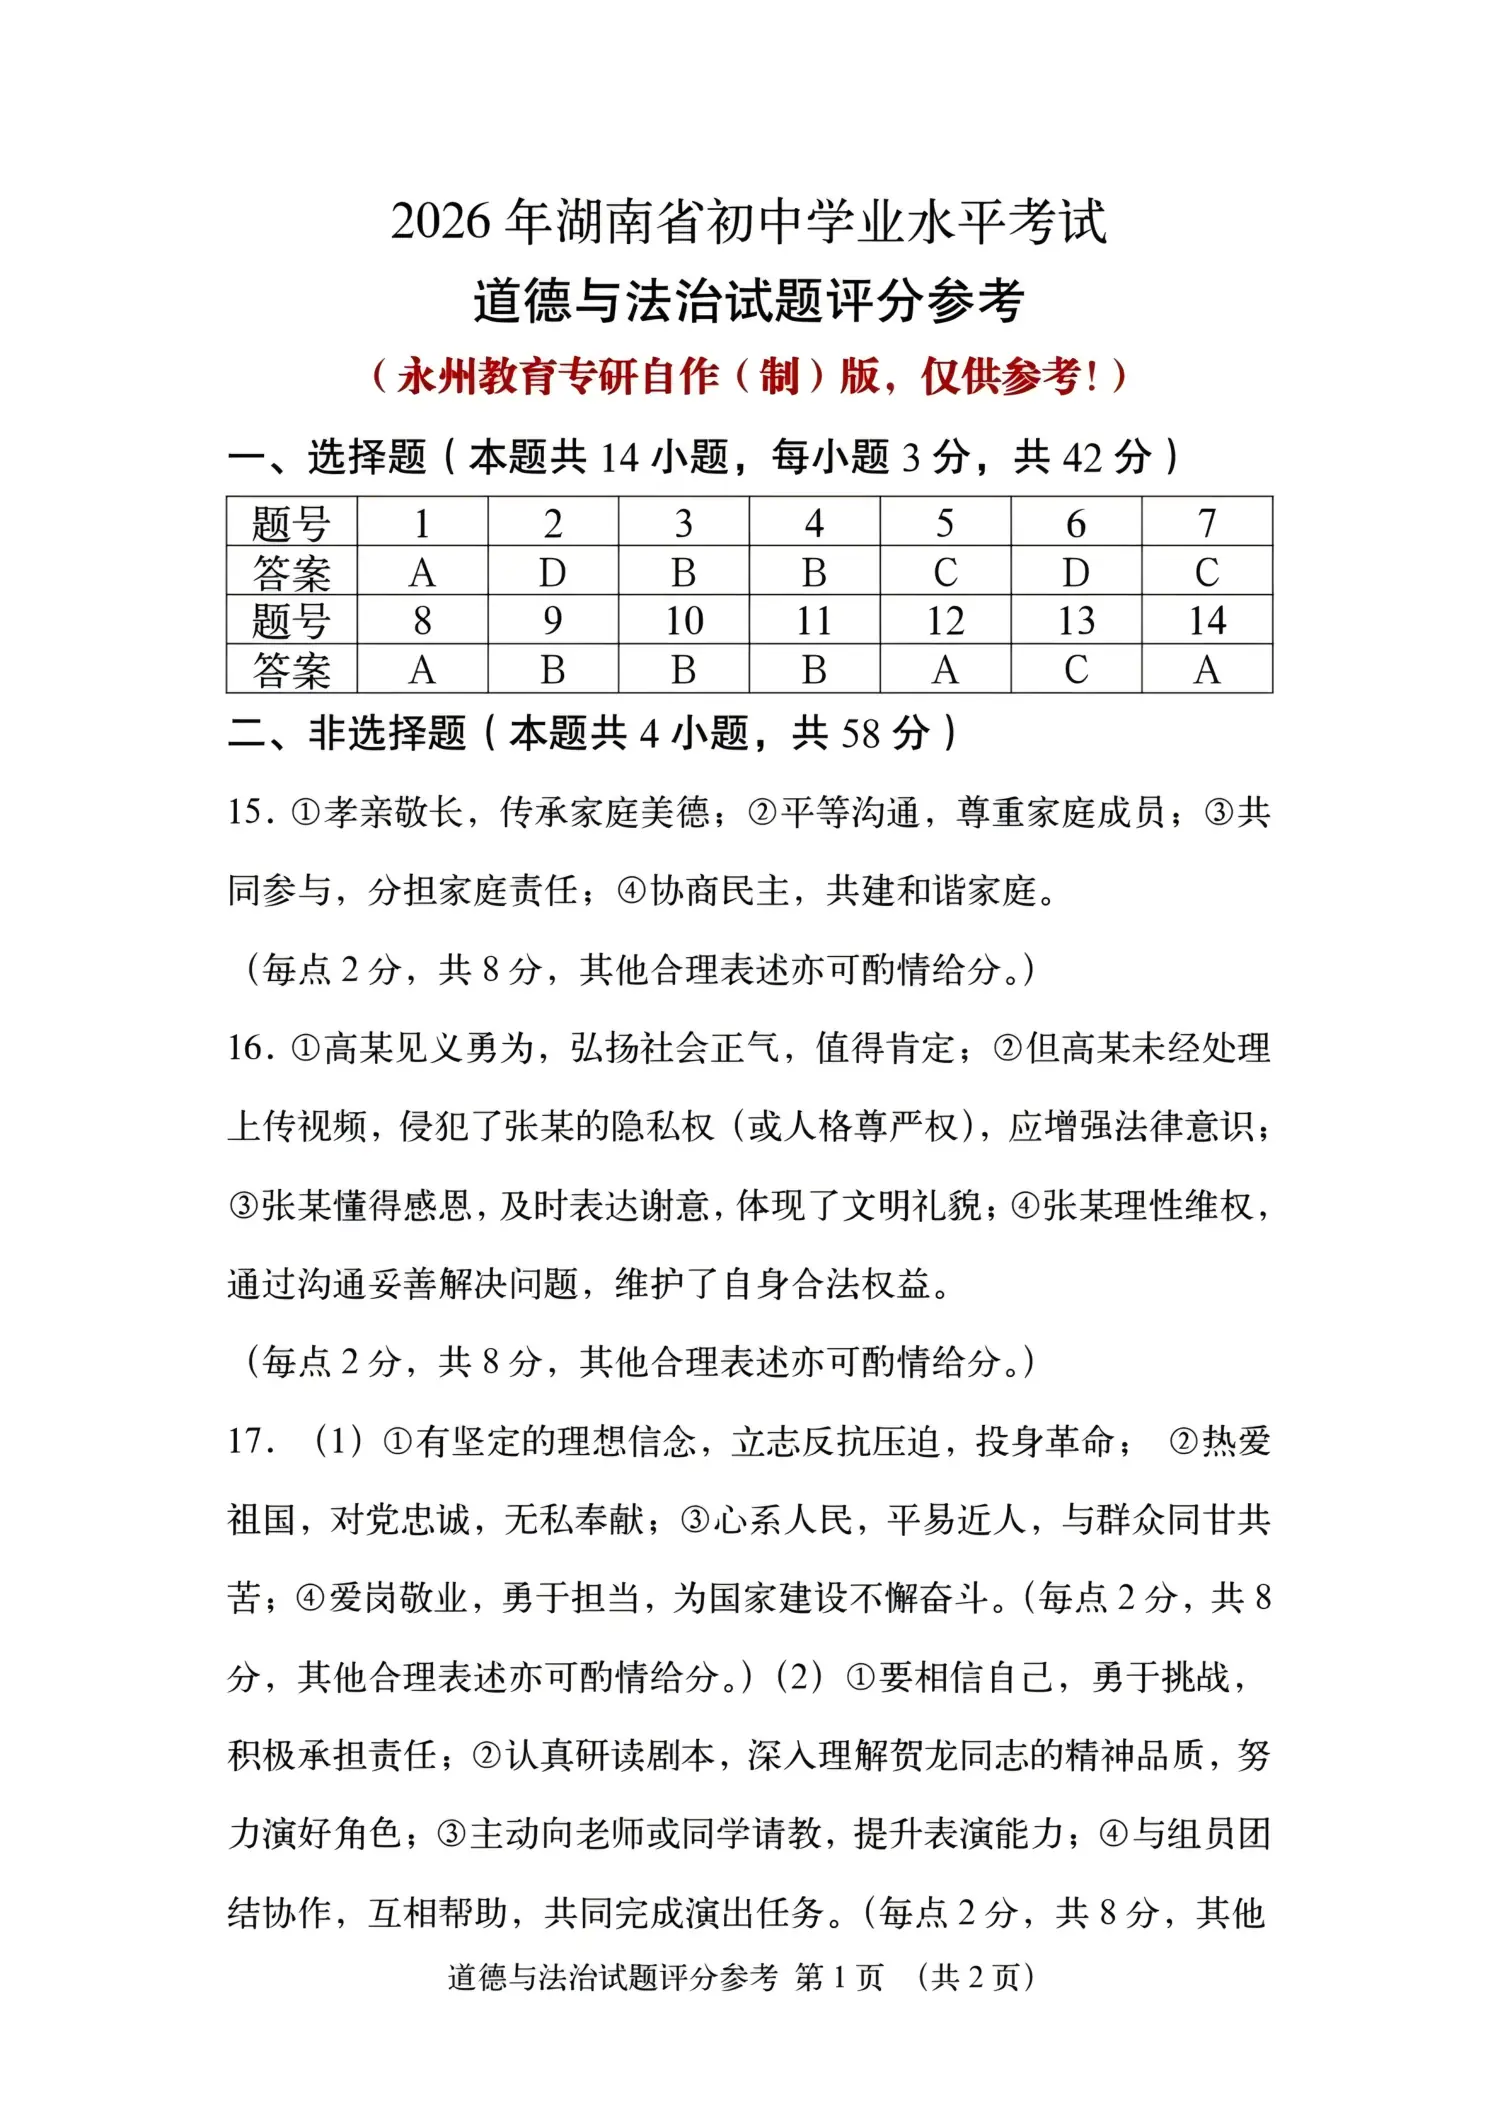 2026 年湖南省初中学业水平考试
道德与法治试题评分参考
（永州教育专研自作（制）版，仅供参考！）
一、选择题（本题共 14 小题，每小题 3 分，共 42 分）
题号 1 2 3 4 5 6 7
答案 A D B B C D C
题号 8 9 10 11 12 13 14
答案 A B B B A C A
二、非选择题（本题共 4 小题，共 58 分）
15. ①孝亲敬长，传承家庭美德；②平等沟通，尊重家庭成员；③共
同参与，分担家庭责任；④协商民主，共建和谐家庭。
（每点 2 分，共 8 分，其他合理表述亦可酌情给分。）
16. ①高某见义勇为，弘扬社会正气，值得肯定；②但高某未经处理
上传视频，侵犯了张某的隐私权（或人格尊严权），应增强法律意识；
③张某懂得感恩，及时表达谢意，体现了文明礼貌；④张某理性维权，
通过沟通妥善解决问题，维护了自身合法权益。
（每点 2 分，共 8 分，其他合理表述亦可酌情给分。）
17. （1）①有坚定的理想信念，立志反抗压迫，投身革命； ②热爱
祖国，对党忠诚，无私奉献；③心系人民，平易近人，与群众同甘共
苦；④爱岗敬业，勇于担当，为国家建设不懈奋斗。（每点 2 分，共 8
分，其他合理表述亦可酌情给分。）（2）①要相信自己，勇于挑战，
积极承担责任；②认真研读剧本，深入理解贺龙同志的精神品质，努
力演好角色；③主动向老师或同学请教，提升表演能力；④与组员团
结协作，互相帮助，共同完成演出任务。（每点 2 分，共 8 分，其他
道德与法治试题评分参考 第 1 页 （共 2 页）